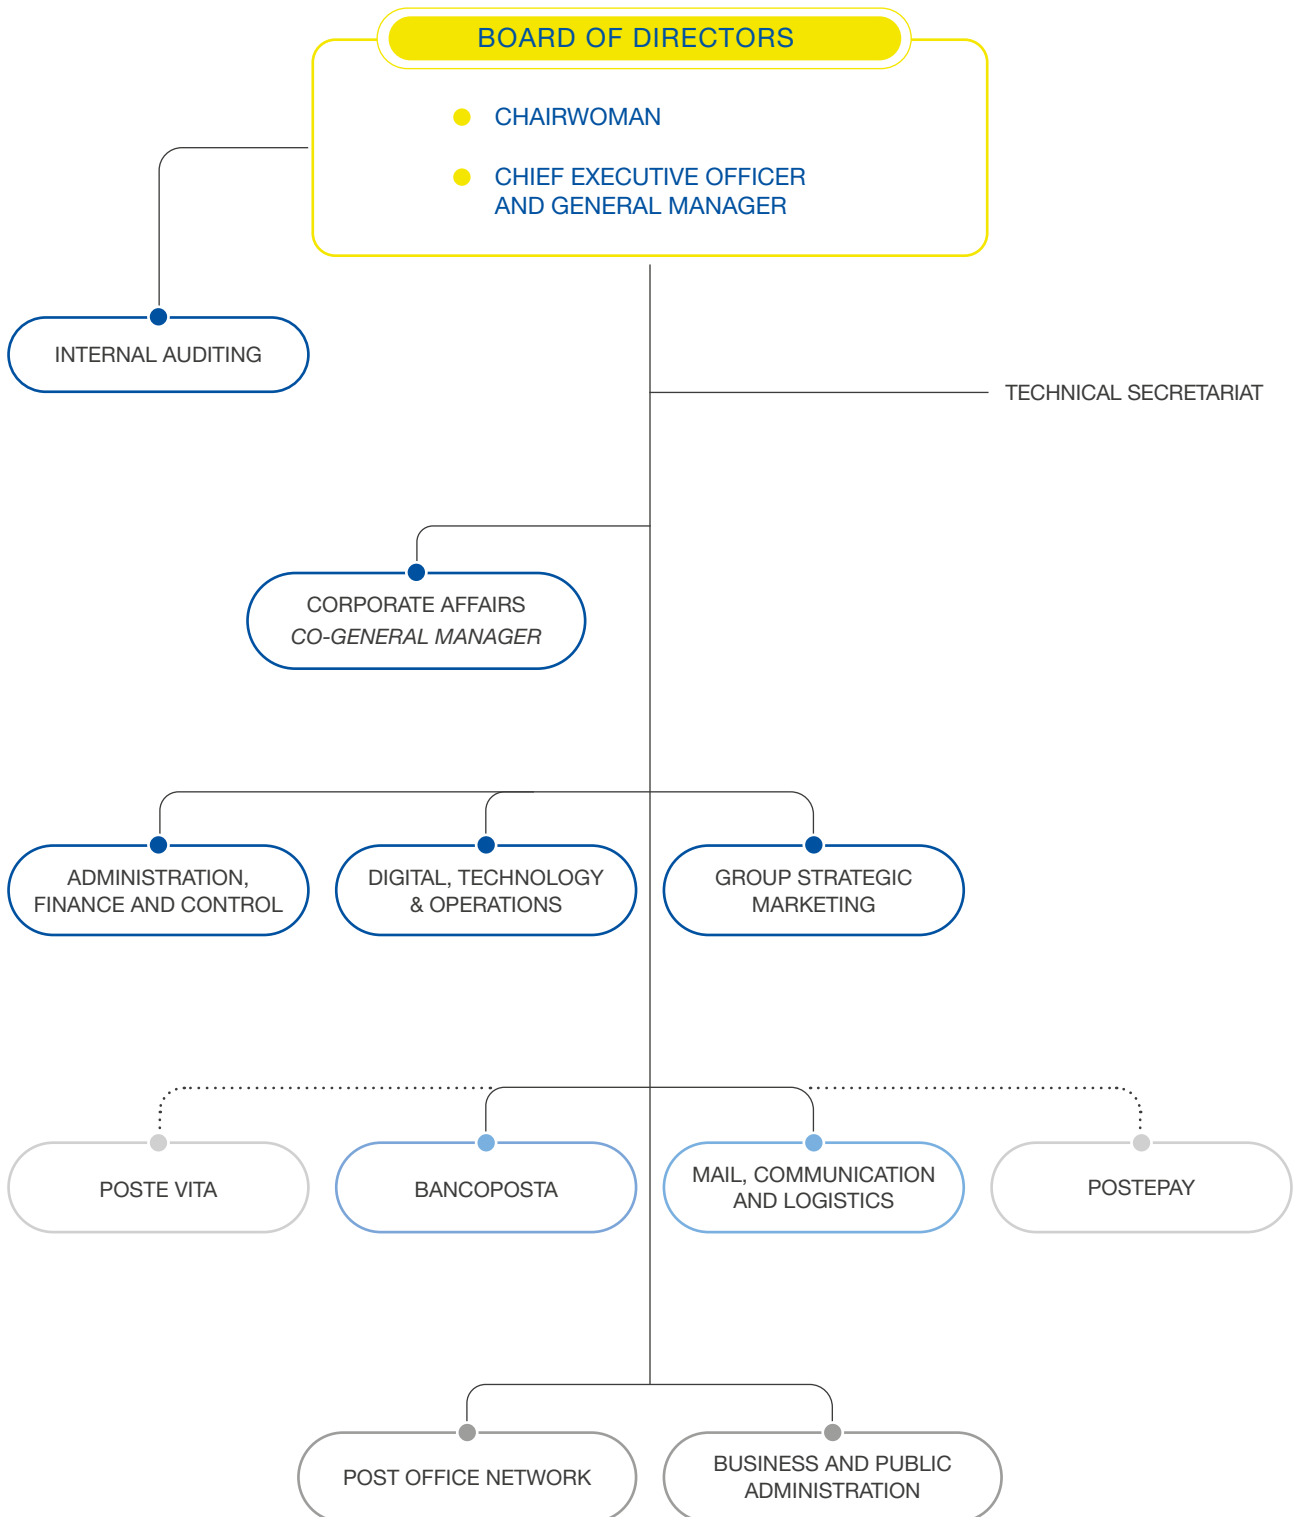 BOARD OF DIRECTORS
CHAIRWOMAN
CHIEF EXECUTIVE OFFICER
AND GENERAL MANAGER
INTERNAL AUDITING
TECHNICAL SECRETARIAT
CORPORATE AFFAIRS
CO-GENERAL MANAGER
ADMINISTRATION,
FINANCE AND CONTROL
DIGITAL, TECHNOLOGY
& OPERATIONS
GROUP STRATEGIC
MARKETING
POSTE VITA
BANCOPOSTA
MAIL, COMMUNICATION
AND LOGISTICS
POSTEPAY
POST OFFICE NETWORK
BUSINESS AND PUBLIC
ADMINISTRATION